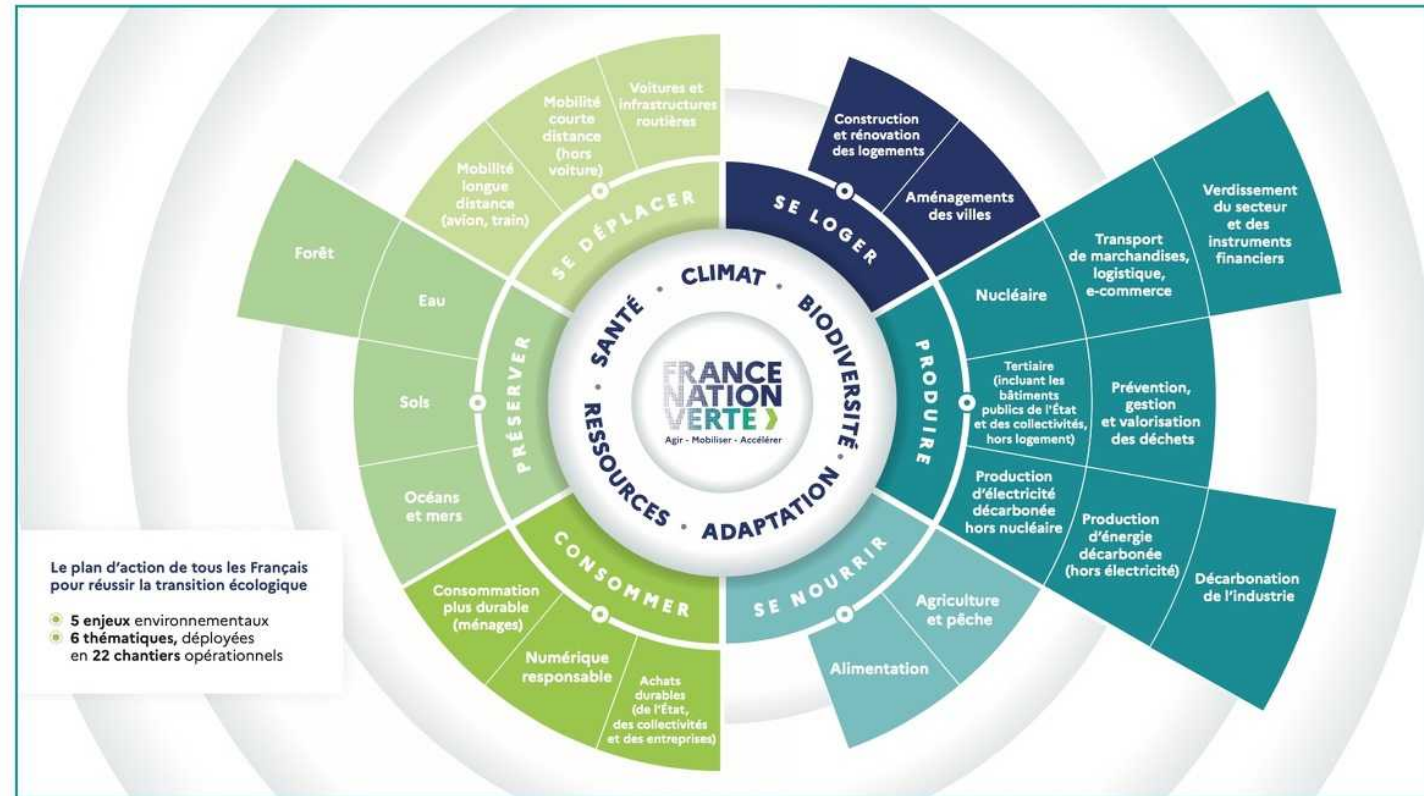 SE DÉPLACER
Mobilité
longue
distance
(avion, train)
Mobilité
courte
distance
(hors
voiture)
Voitures et
infrastructures
routières
SE LOGER
Construction
et rénovation
des logements
Aménagements
des villes
PRODUIRE
Nucléaire
Transport
de marchandises,
logistique,
e-commerce
Verdissement
du secteur
et des
instruments
financiers
Tertiaire
(incluant les
bâtiments
publics de l'État
et des collectivités,
hors logement)
Prévention,
gestion
et valorisation
des déchets
Production
d'électricité
décarbonée
hors nucléaire
Production
d'énergie
décarbonée
(hors électricité)
Décarbonation
de l'industrie
SE NOURRIR
Agriculture
et pêche
Alimentation
CONSOMMER
Achats
durables
(de l'État,
des collectivités
et des entreprises)
Numérique
responsable
Consommation
plus durable
(ménages)
PRÉSERVER
Océans
et mers
Sols
Eau
Forêt
SANTÉ • CLIMAT • BIODIVERSITÉ • ADAPTATION • RESSOURCES •
FRANCE
NATION
VERTE
Agir - Mobiliser - Accélérer
Le plan d'action de tous les Français
pour réussir la transition écologique
5 enjeux environnementaux
6 thématiques, déployées
en 22 chantiers opérationnels